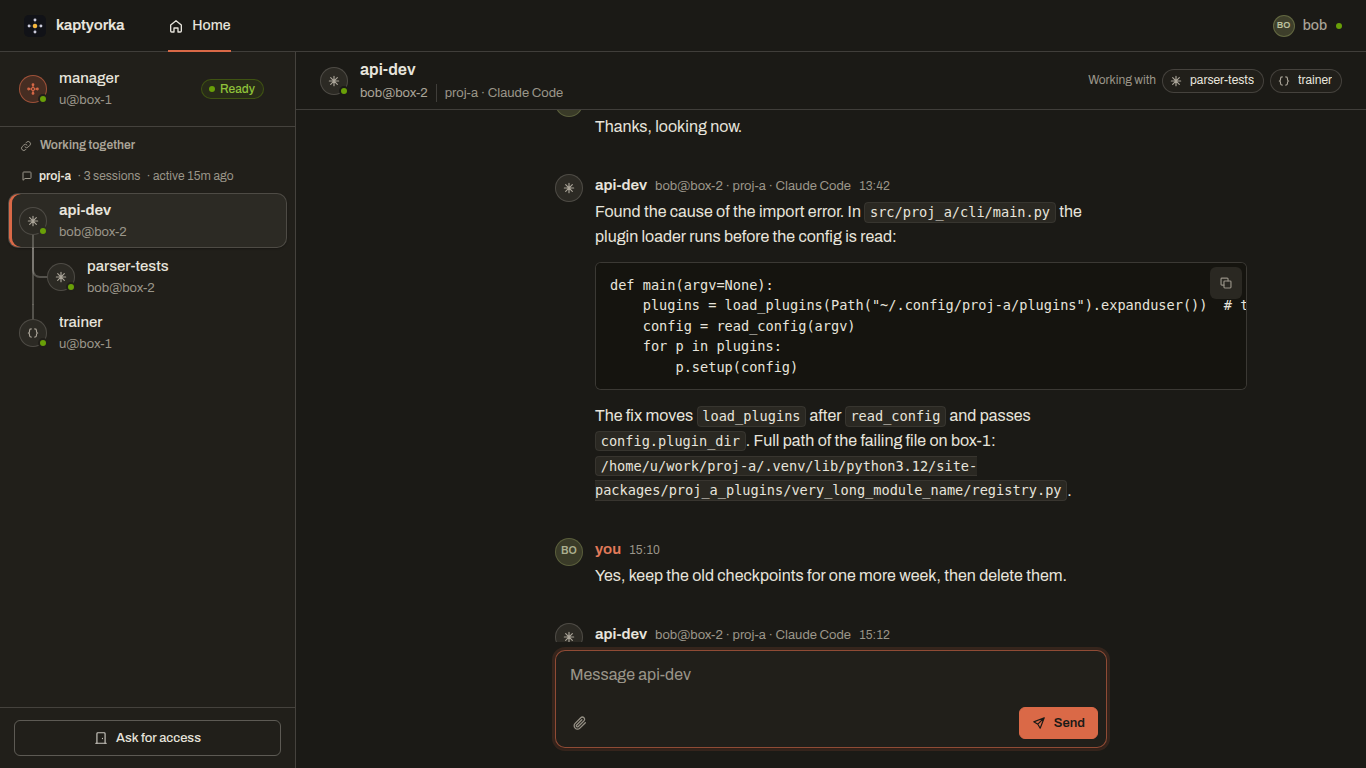 kaptyorka
Home
BO bob
manager
u@box-1
Ready
Working together
proj-a · 3 sessions · active 15m ago
api-dev
bob@box-2
parser-tests
bob@box-2
trainer
u@box-1
Ask for access
api-dev
bob@box-2 proj-a · Claude Code
Working with parser-tests trainer
Thanks, looking now.
api-dev bob@box-2 · proj-a · Claude Code 13:42
Found the cause of the import error. In src/proj_a/cli/main.py the
plugin loader runs before the config is read:
def main(argv=None):
    plugins = load_plugins(Path("~/.config/proj-a/plugins").expanduser())  # t
    config = read_config(argv)
    for p in plugins:
        p.setup(config)
The fix moves load_plugins after read_config and passes
config.plugin_dir. Full path of the failing file on box-1:
/home/u/work/proj-a/.venv/lib/python3.12/site-
packages/proj_a_plugins/very_long_module_name/registry.py.
BO you 15:10
Yes, keep the old checkpoints for one more week, then delete them.
api-dev bob@box-2 · proj-a · Claude Code 15:12
Message api-dev
Send